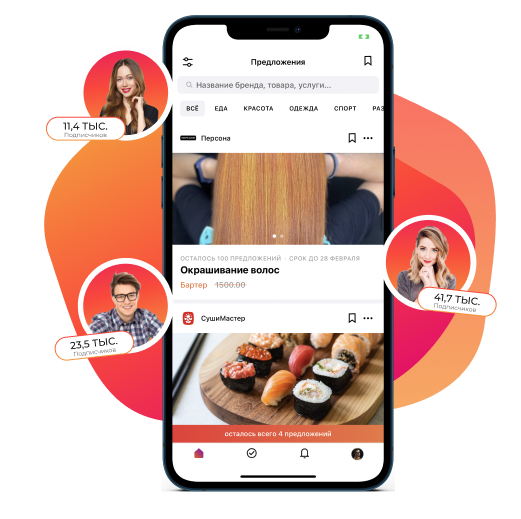 Предложения
Название бренда, товара, услуги...
ВСЁ ЕДА КРАСОТА ОДЕЖДА СПОРТ РАЗ
Персона
11,4 ТЫС.
Подписчиков
ОСТАЛОСЬ 100 ПРЕДЛОЖЕНИЙ · СРОК ДО 28 ФЕВРАЛЯ
Окрашивание волос
Бартер 1500.00
41,7 ТЫС.
Подписчиков
СушиМастер
23,5 ТЫС.
Подписчиков
осталось всего 4 предложений